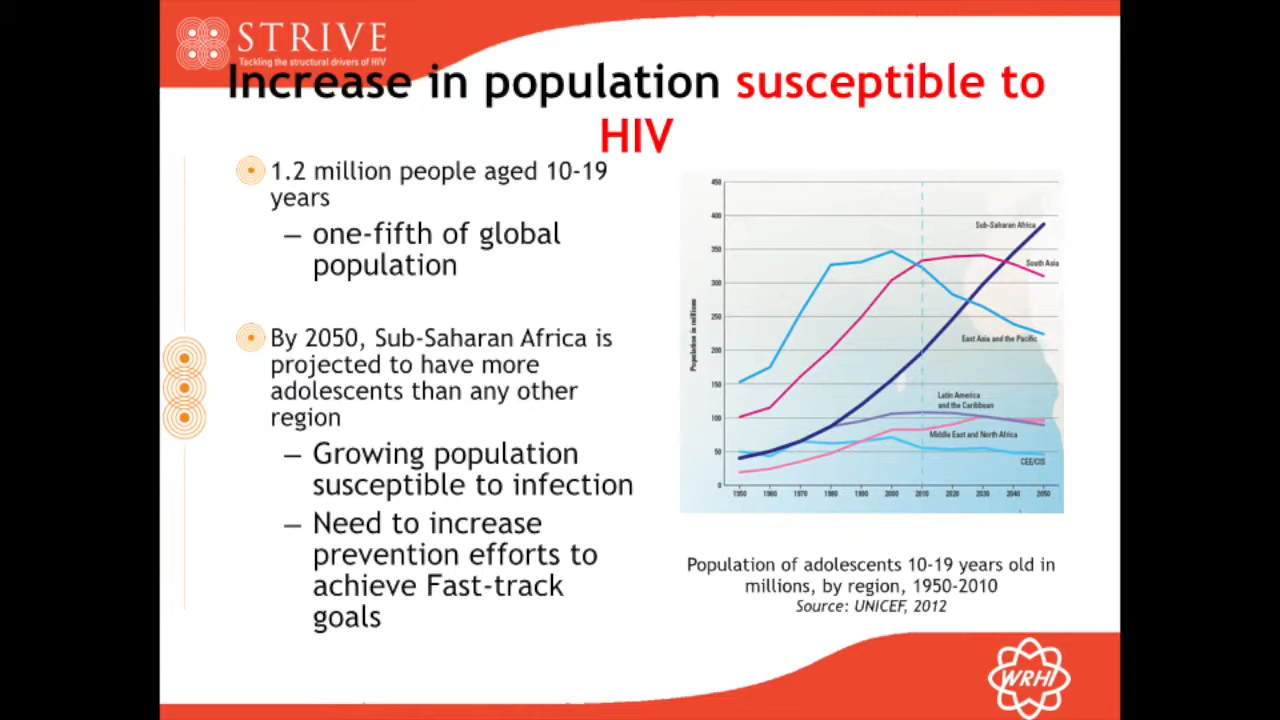 STRIVE
Tackling the structural drivers of HIV
Increase in population susceptible to
HIV
1.2 million people aged 10-19
years
– one-fifth of global
population
By 2050, Sub-Saharan Africa is
projected to have more
adolescents than any other
region
– Growing population
susceptible to infection
– Need to increase
prevention efforts to
achieve Fast-track
goals
Population in millions
450
400
350
300
250
200
150
100
50
0
1950 1960 1970 1980 1990 2000 2010 2020 2030 2040 2050
Sub-Saharan Africa
South Asia
East Asia and the Pacific
Latin America
and the Caribbean
Middle East and North Africa
CEE/CIS
Population of adolescents 10-19 years old in
millions, by region, 1950-2010
Source: UNICEF, 2012
WRHI